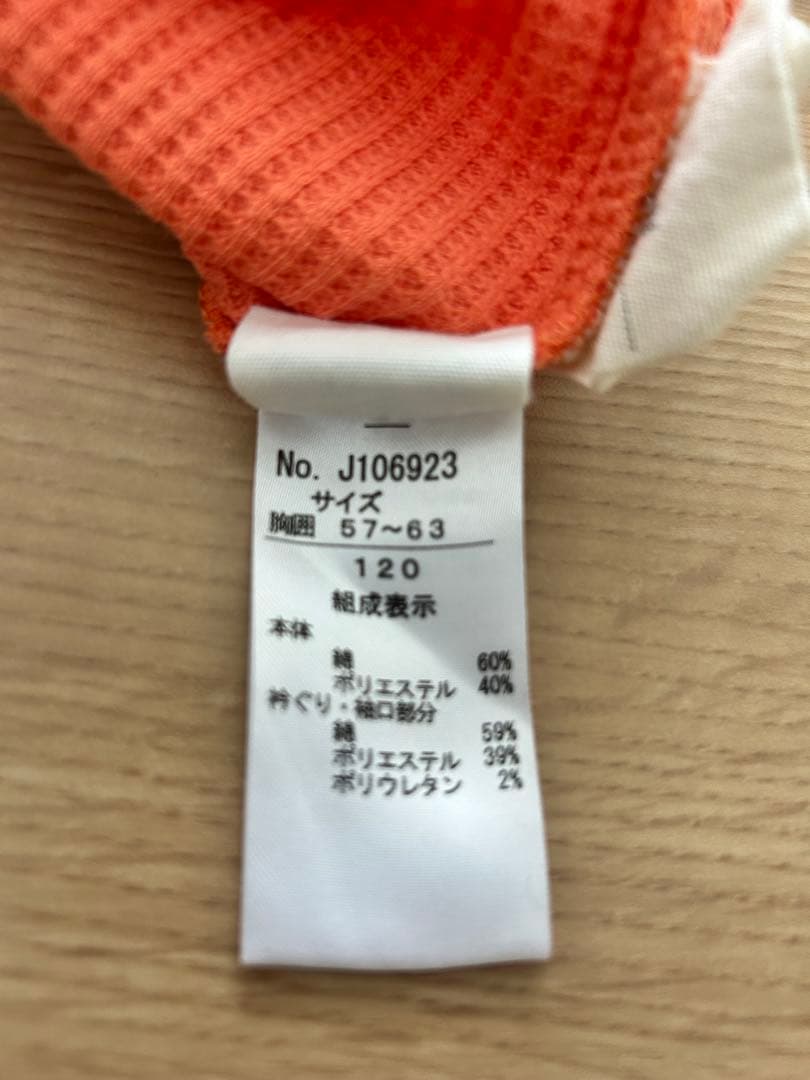 No. J106923
サイズ
胸囲 57～63
120
組成表示
本体
綿 60%
ポリエステル 40%
衿ぐり・袖口部分
綿 59%
ポリエステル 39%
ポリウレタン 2%